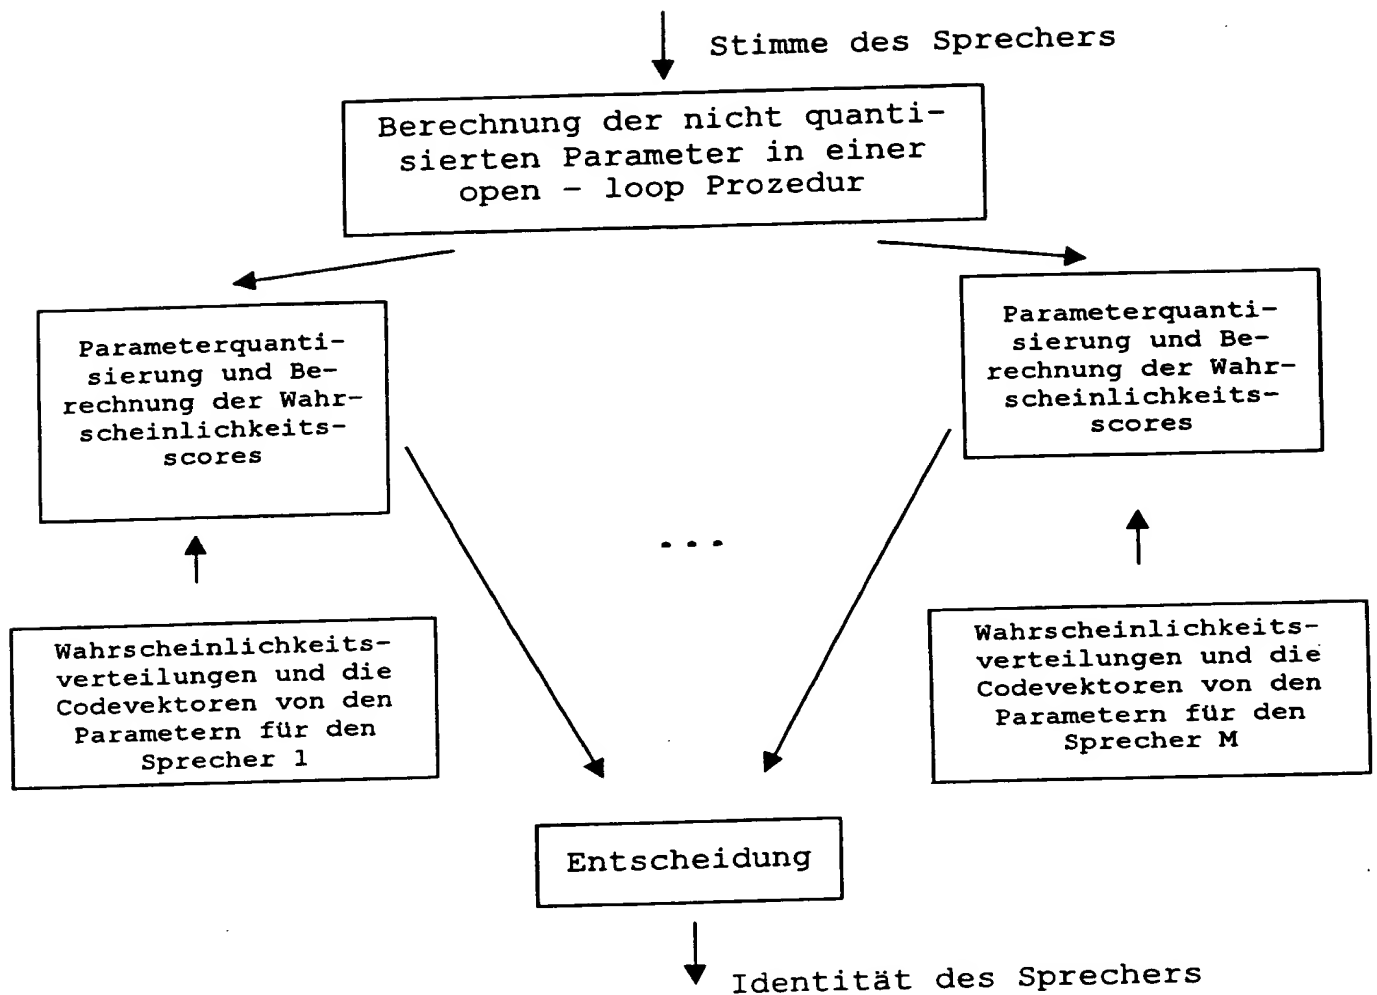 Stimme des Sprechers
Berechnung der nicht quanti-
sierten Parameter in einer
open - loop Prozedur
Parameterquanti-
sierung und Be-
rechnung der Wahr-
scheinlichkeits-
scores
Parameterquanti-
sierung und Be-
rechnung der Wahr-
scheinlichkeits-
scores
...
Wahrscheinlichkeits-
verteilungen und die
Codevektoren von den
Parametern für den
Sprecher 1
Wahrscheinlichkeits-
verteilungen und die
Codevektoren von den
Parametern für den
Sprecher M
Entscheidung
Identität des Sprechers